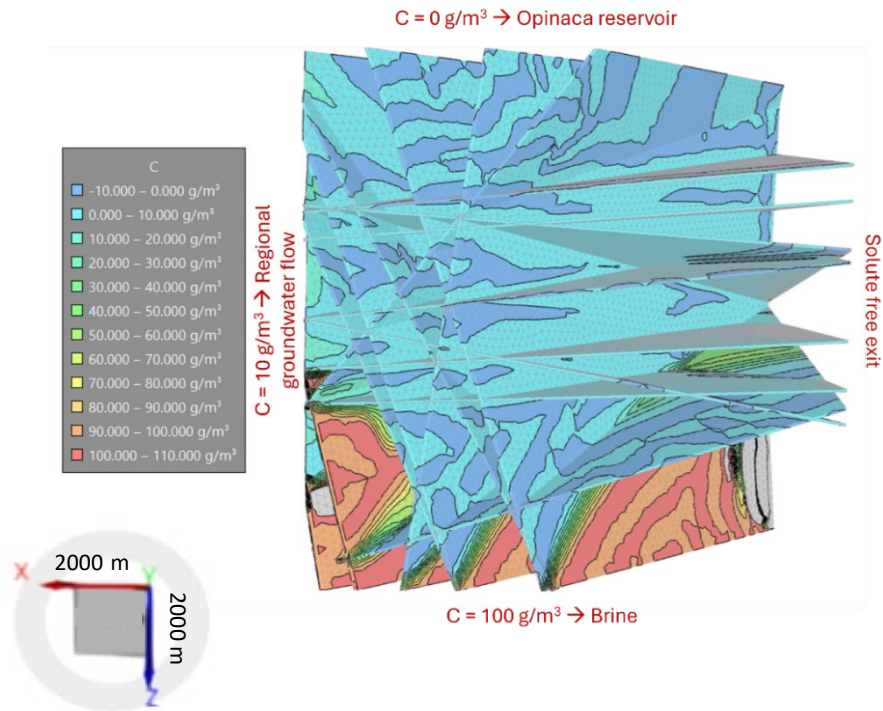 C = 0 g/m³ → Opinaca reservoir
C
-10.000 – 0.000 g/m³
0.000 – 10.000 g/m³
10.000 – 20.000 g/m³
20.000 – 30.000 g/m³
30.000 – 40.000 g/m³
40.000 – 50.000 g/m³
50.000 – 60.000 g/m³
60.000 – 70.000 g/m³
70.000 – 80.000 g/m³
80.000 – 90.000 g/m³
90.000 – 100.000 g/m³
100.000 – 110.000 g/m³
C = 10 g/m³ → Regional
groundwater flow
Solute free exit
C = 100 g/m³ → Brine
2000 m
X
Y
2000 m
Z